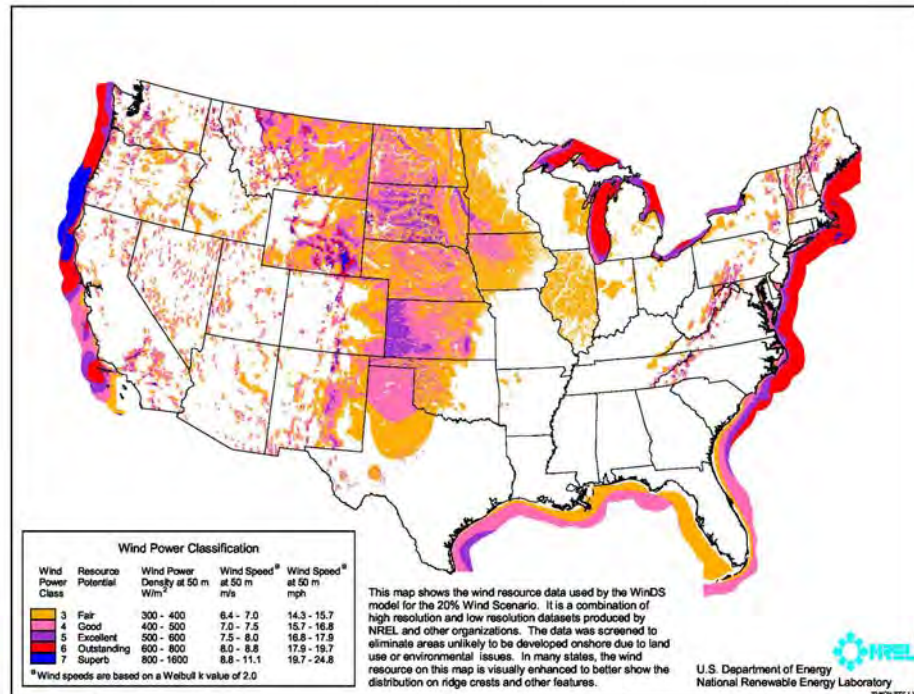 Wind Power Classification
Wind Power Class Resource Potential Wind Power Density at 50 m W/m² Wind Speedª at 50 m m/s Wind Speedª at 50 m mph
3 Fair 300 - 400 6.4 - 7.0 14.3 - 15.7
4 Good 400 - 500 7.0 - 7.5 15.7 - 16.8
5 Excellent 500 - 600 7.5 - 8.0 16.8 - 17.9
6 Outstanding 600 - 800 8.0 - 8.8 17.9 - 19.7
7 Superb 800 - 1600 8.8 - 11.1 19.7 - 24.8
ª Wind speeds are based on a Weibull k value of 2.0
This map shows the wind resource data used by the WinDS
model for the 20% Wind Scenario. It is a combination of
high resolution and low resolution datasets produced by
NREL and other organizations. The data was screened to
eliminate areas unlikely to be developed onshore due to land
use or environmental issues. In many states, the wind
resource on this map is visually enhanced to better show the
distribution on ridge crests and other features.
NREL
U.S. Department of Energy
National Renewable Energy Laboratory